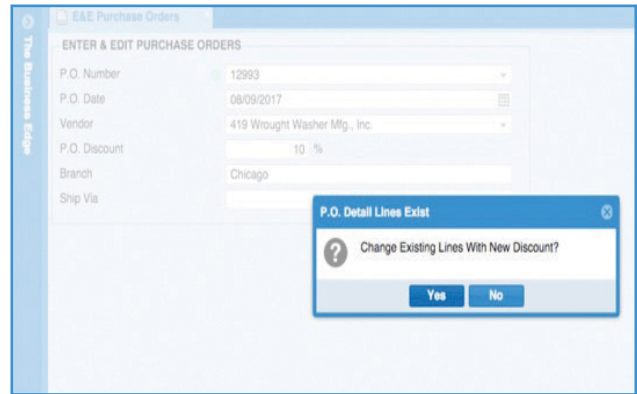 E&E Purchase Orders
The Business Edge
ENTER & EDIT PURCHASE ORDERS
P.O. Number 12993
P.O. Date 08/09/2017
Vendor 419 Wrought Washer Mfg., Inc.
P.O. Discount 10 %
Branch Chicago
Ship Via
P.O. Detail Lines Exist
Change Existing Lines With New Discount?
Yes No